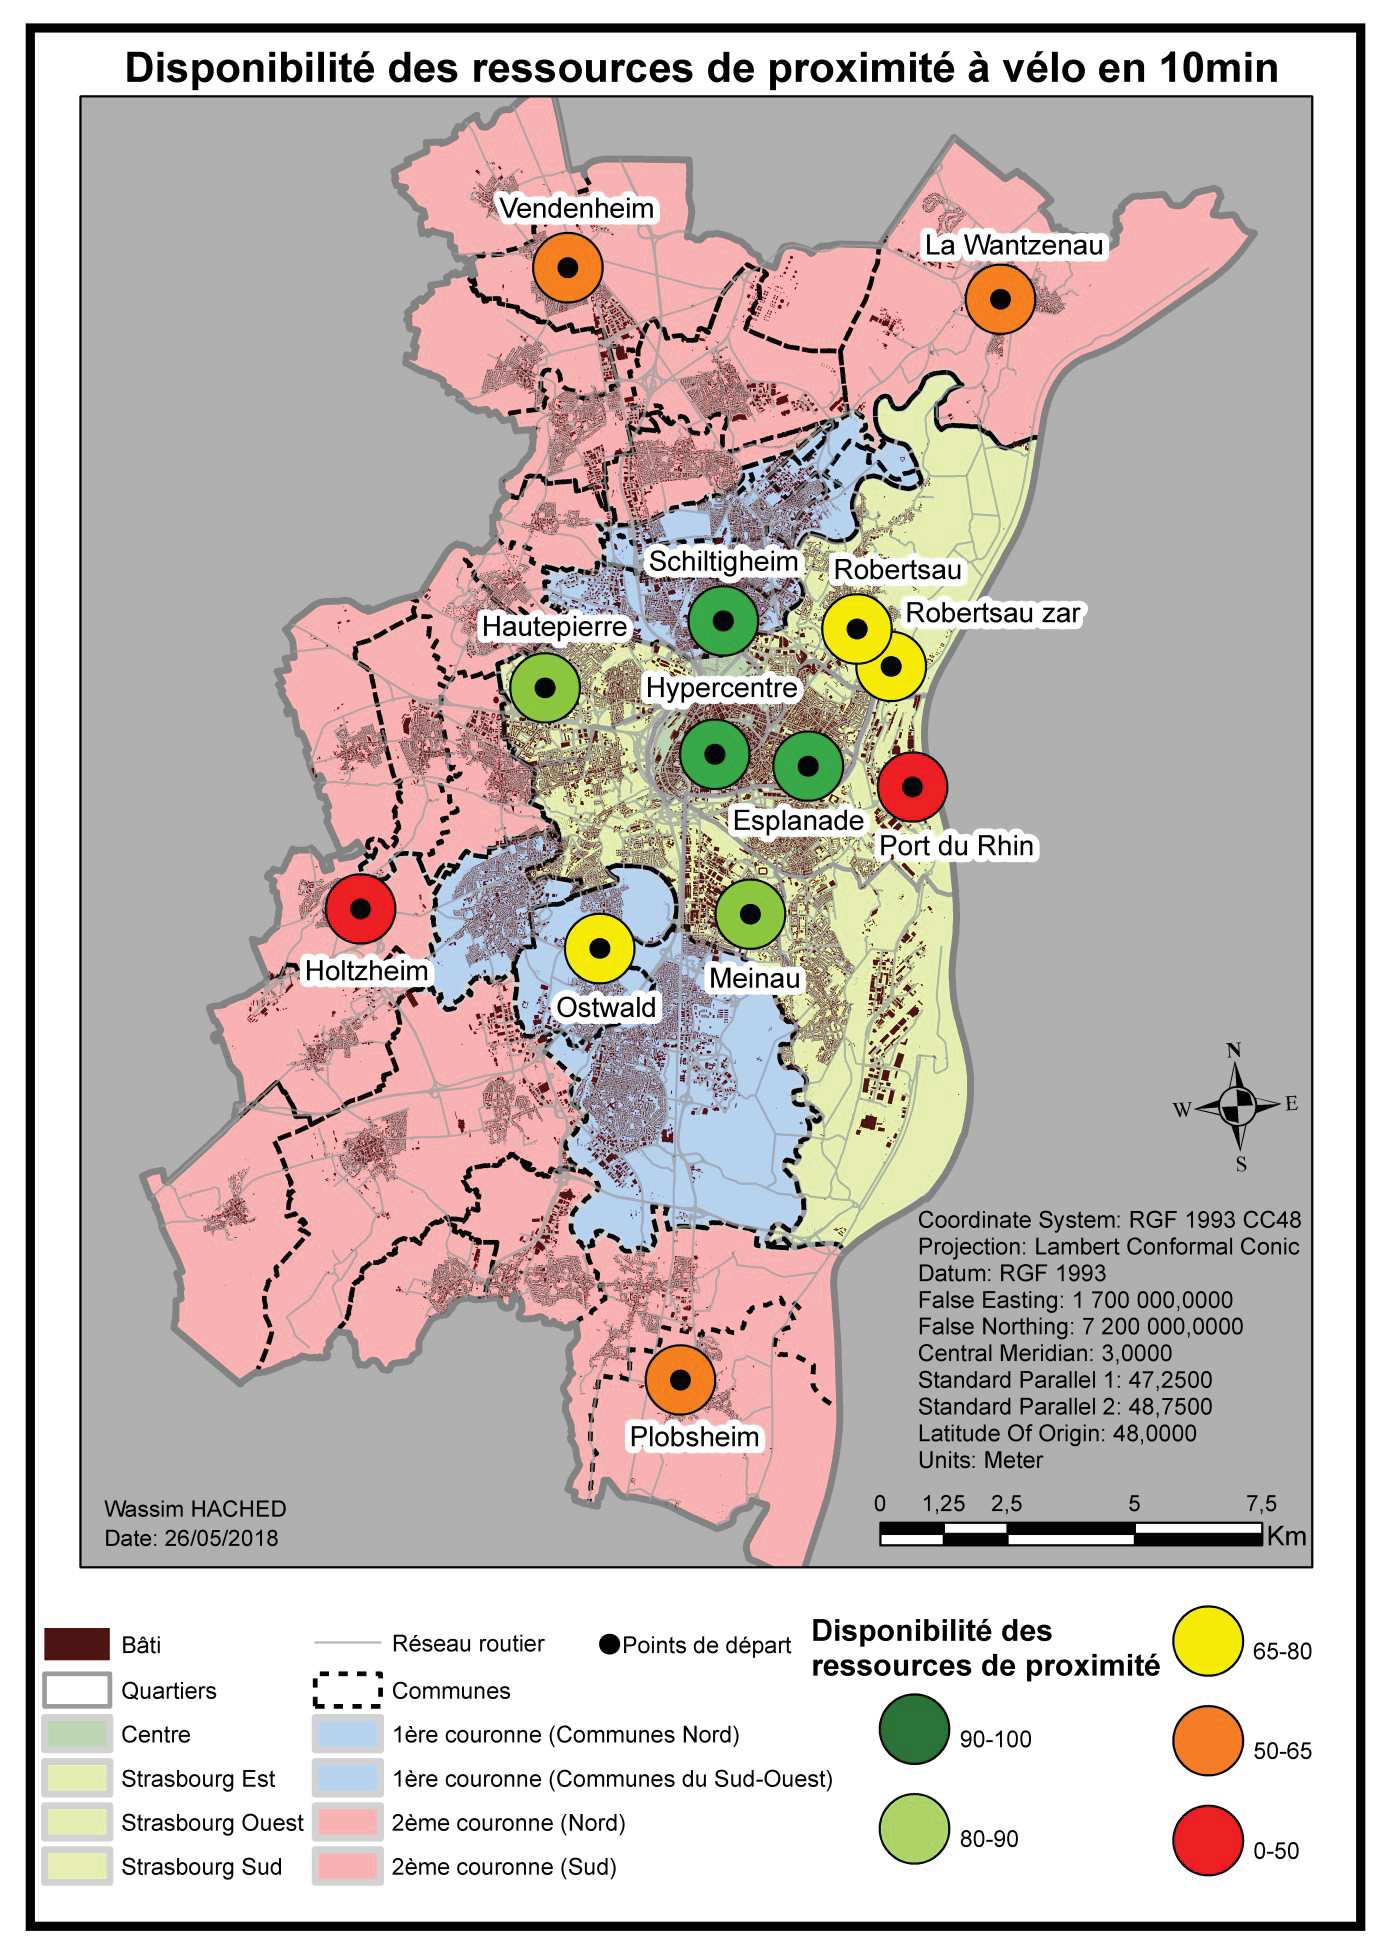 Disponibilité des ressources de proximité à vélo en 10min
Vendenheim
La Wantzenau
Schiltigheim
Robertsau
Robertsau zar
Hautepierre
Hypercentre
Esplanade
Port du Rhin
Holtzheim
Meinau
Ostwald
Plobsheim
N
W
E
S
Coordinate System: RGF 1993 CC48
Projection: Lambert Conformal Conic
Datum: RGF 1993
False Easting: 1 700 000,0000
False Northing: 7 200 000,0000
Central Meridian: 3,0000
Standard Parallel 1: 47,2500
Standard Parallel 2: 48,7500
Latitude Of Origin: 48,0000
Units: Meter
Wassim HACHED
Date: 26/05/2018
0 1,25 2,5 5 7,5
Km
Bâti
Quartiers
Centre
Strasbourg Est
Strasbourg Ouest
Strasbourg Sud
Réseau routier
Communes
1ère couronne (Communes Nord)
1ère couronne (Communes du Sud-Ouest)
2ème couronne (Nord)
2ème couronne (Sud)
Points de départ
Disponibilité des
ressources de proximité
90-100
80-90
65-80
50-65
0-50